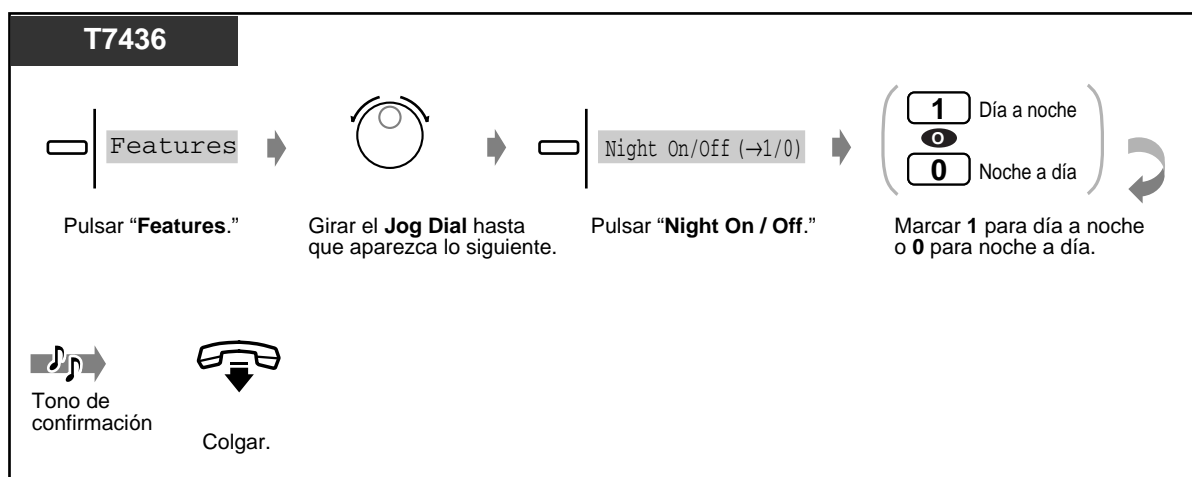 T7436
Features
Night On/Off (→1/0)
1 Día a noche
o
0 Noche a día
Pulsar “Features.”
Girar el Jog Dial hasta
que aparezca lo siguiente.
Pulsar “Night On / Off.”
Marcar 1 para día a noche
o 0 para noche a día.
Tono de
confirmación
Colgar.